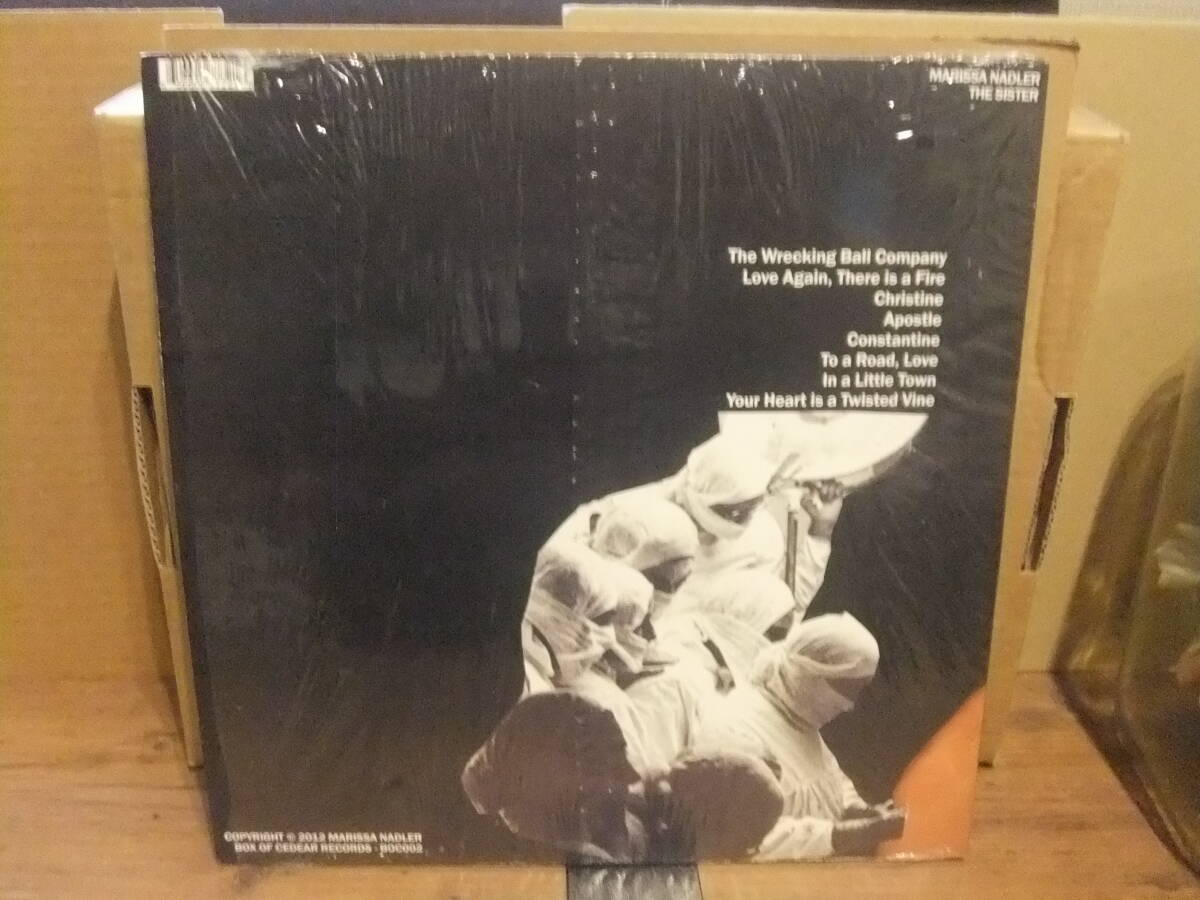 MARISSA NADLER
THE SISTER
The Wrecking Ball Company
Love Again, There is a Fire
Christine
Apostle
Constantine
To a Road, Love
In a Little Town
Your Heart is a Twisted Vine
COPYRIGHT © 2012 MARISSA NADLER
BOX OF CEDEAR RECORDS - BOC002